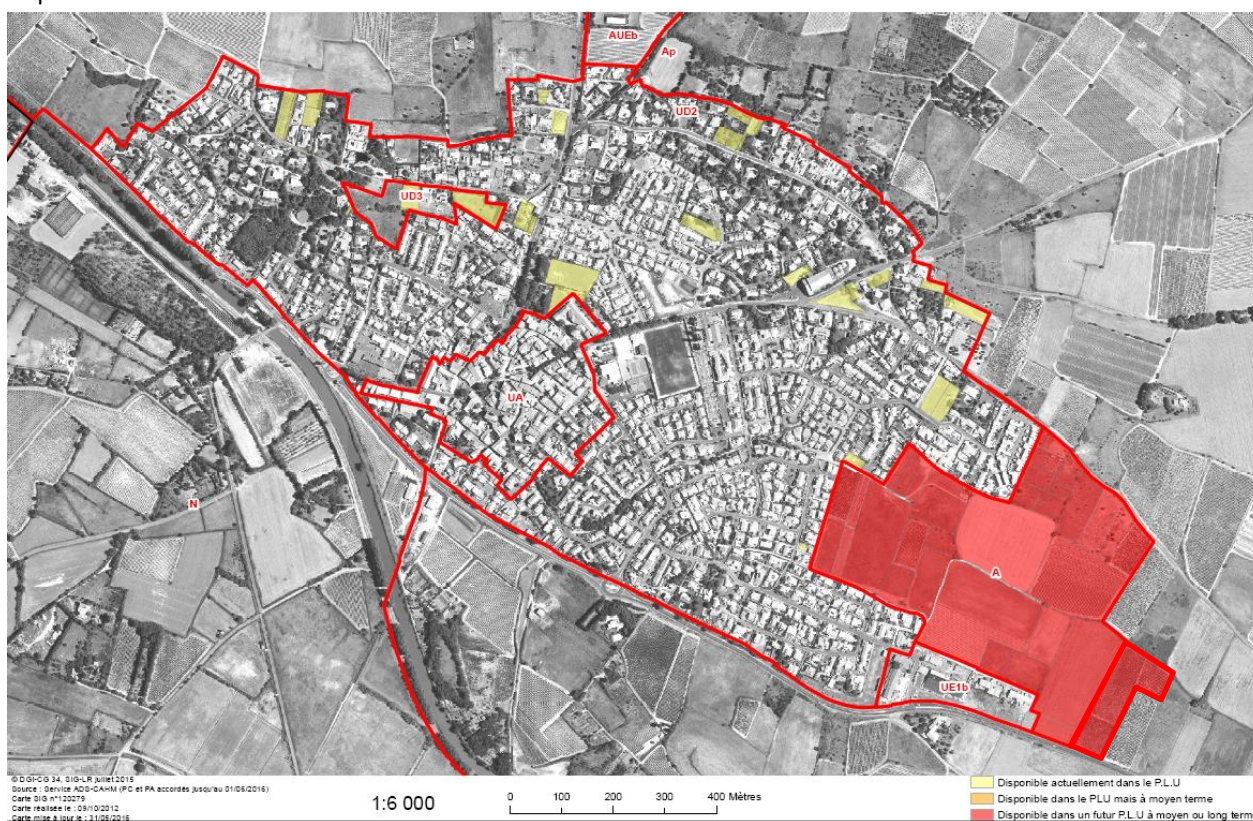 AUEb
Ap
UD2
UD3
UA
N
A
UE1b
© DGI-CG 34, SIG-LR juillet 2015
Source : Service ADS-CAHM (PC et PA accordés jusqu'au 01/06/2016)
Carte SIG n°120279
Carte réalisée le : 09/10/2012
Carte mise à jour le : 31/05/2016
1:6 000
0 100 200 300 400 Mètres
Disponible actuellement dans le P.L.U
Disponible dans le PLU mais à moyen terme
Disponible dans un futur P.L.U à moyen ou long term